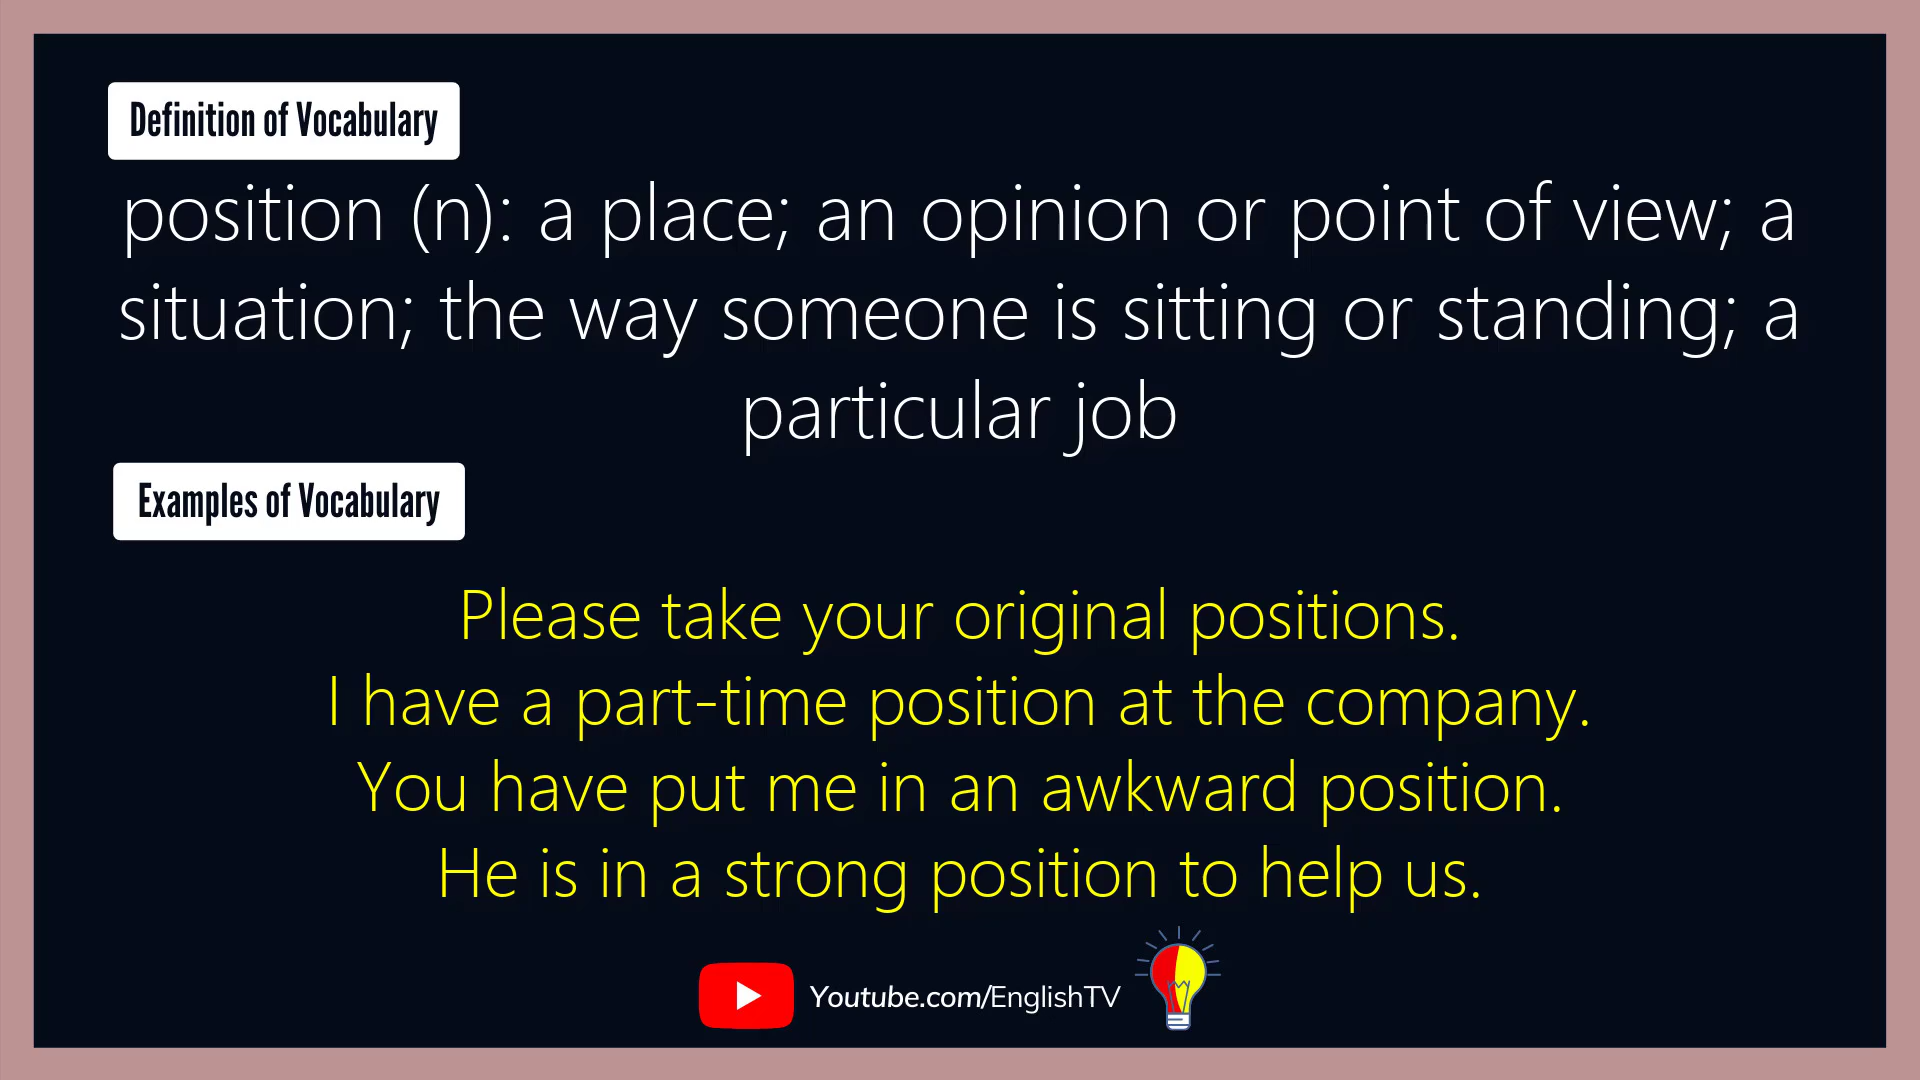 Definition of Vocabulary
position (n): a place; an opinion or point of view; a
situation; the way someone is sitting or standing; a
particular job
Examples of Vocabulary
Please take your original positions.
I have a part-time position at the company.
You have put me in an awkward position.
He is in a strong position to help us.
Youtube.com/EnglishTV